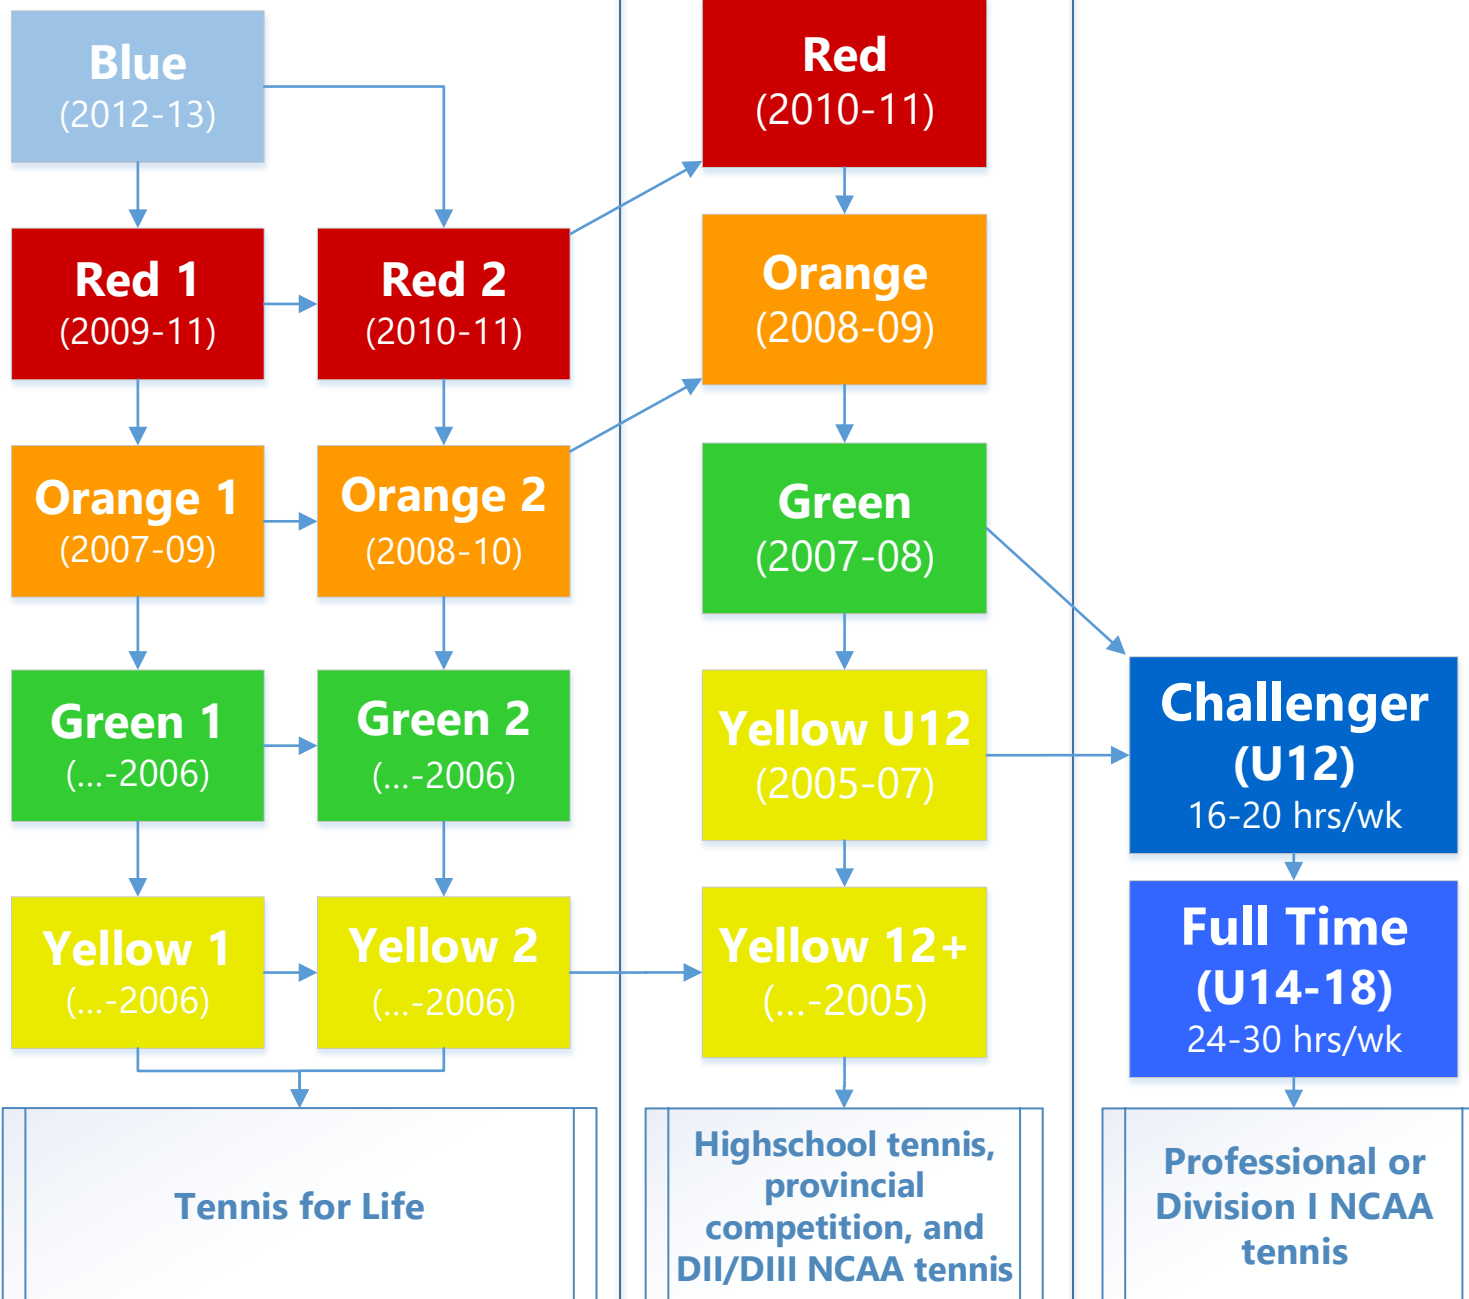 Blue
(2012-13)
Red 1
(2009-11)
Red 2
(2010-11)
Orange 1
(2007-09)
Orange 2
(2008-10)
Green 1
(...-2006)
Green 2
(...-2006)
Yellow 1
(...-2006)
Yellow 2
(...-2006)
Tennis for Life
Red
(2010-11)
Orange
(2008-09)
Green
(2007-08)
Yellow U12
(2005-07)
Yellow 12+
(...-2005)
Highschool tennis,
provincial
competition, and
DII/DIII NCAA tennis
Challenger
(U12)
16-20 hrs/wk
Full Time
(U14-18)
24-30 hrs/wk
Professional or
Division I NCAA
tennis